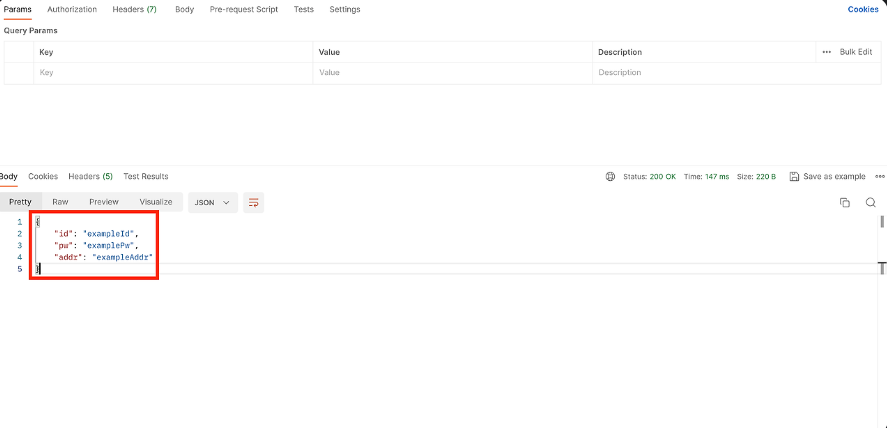 Params Authorization Headers (7) Body Pre-request Script Tests Settings Cookies
Query Params
Key Value Description ••• Bulk Edit
Key Value Description
Body Cookies Headers (5) Test Results Status: 200 OK Time: 147 ms Size: 220 B Save as example •••
Pretty Raw Preview Visualize JSON
1 {
2 "id": "exampleId",
3 "pw": "examplePw",
4 "addr": "exampleAddr"
5 }